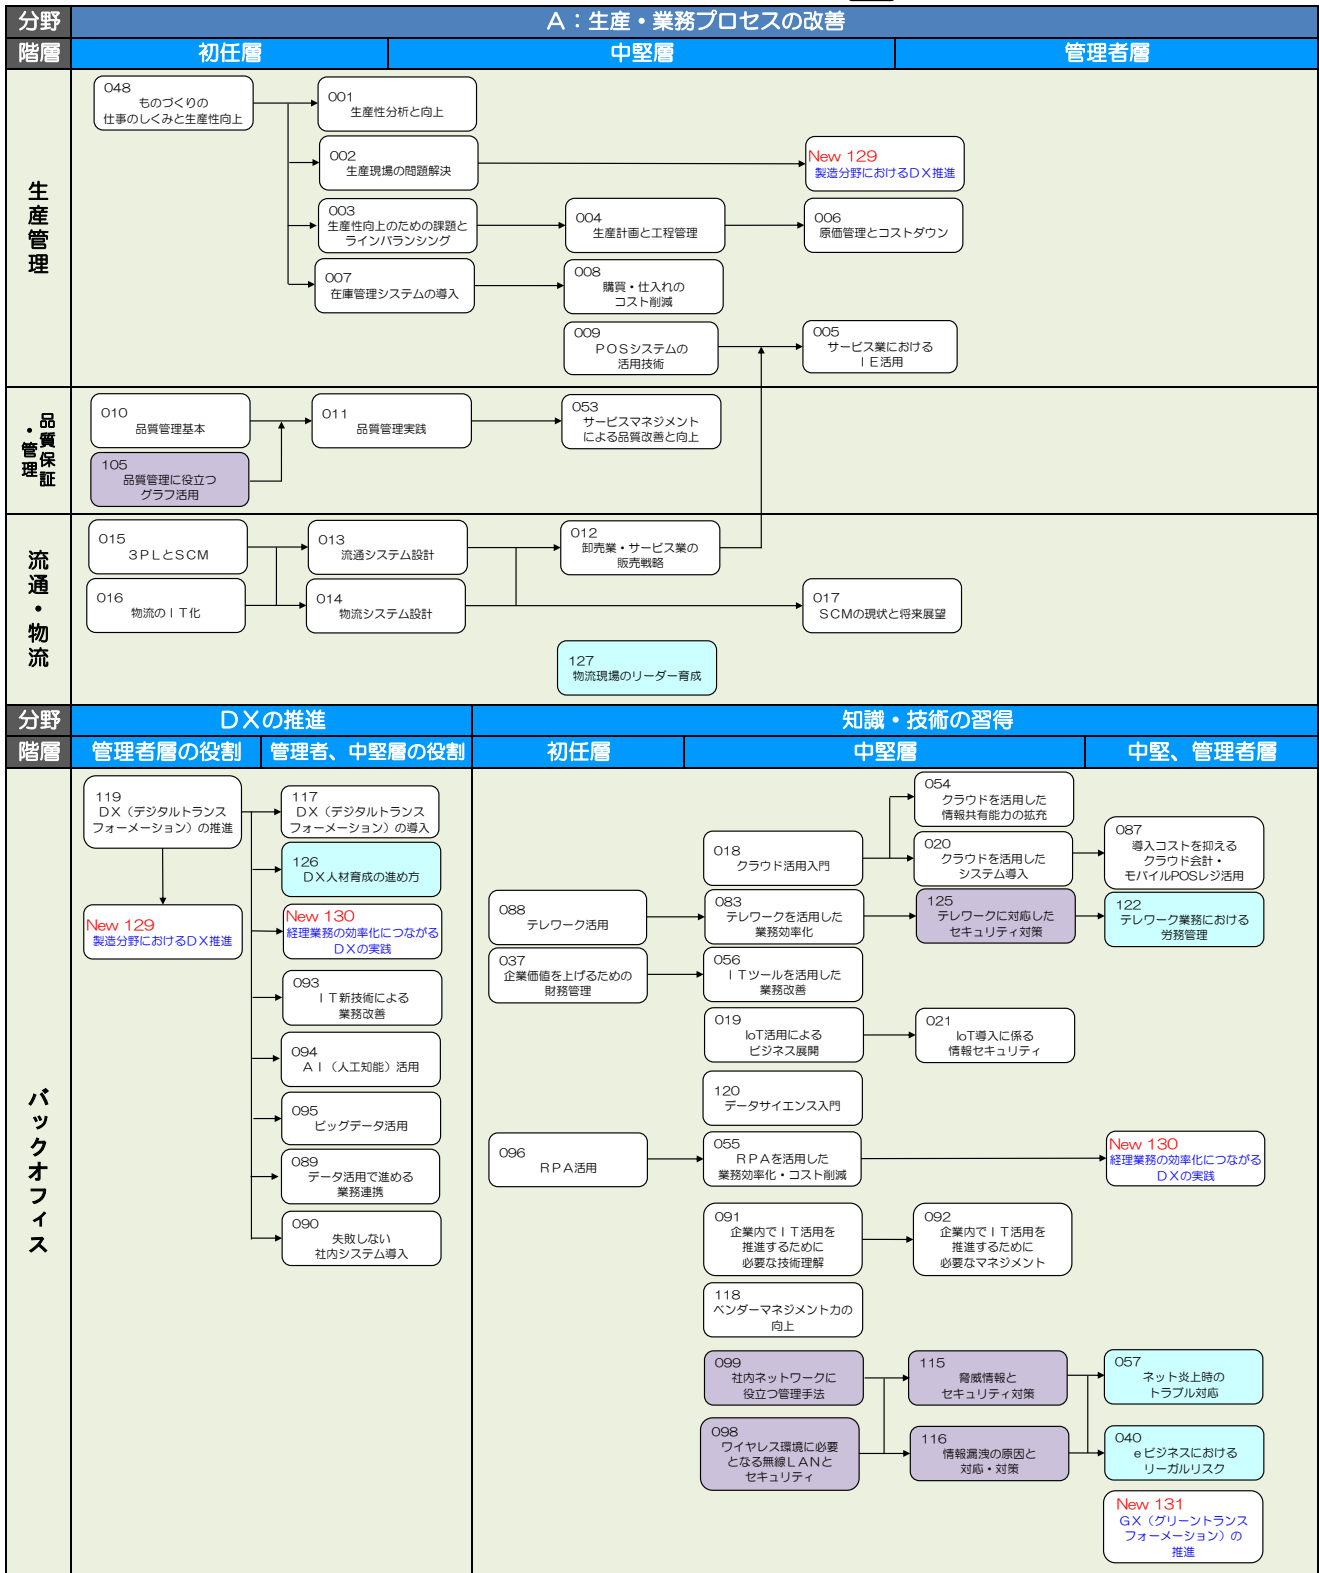 分野
A：生産・業務プロセスの改善
階層
初任層
中堅層
管理者層
生産管理
048
ものづくりの
仕事のしくみと生産性向上
001
生産性分析と向上
002
生産現場の問題解決
New 129
製造分野におけるDX推進
003
生産性向上のための課題と
ラインバランシング
004
生産計画と工程管理
006
原価管理とコストダウン
007
在庫管理システムの導入
008
購買・仕入れの
コスト削減
009
POSシステムの
活用技術
005
サービス業における
IE活用
品質保証
・管理
010
品質管理基本
011
品質管理実践
053
サービスマネジメント
による品質改善と向上
105
品質管理に役立つ
グラフ活用
流通・物流
015
3PLとSCM
013
流通システム設計
012
卸売業・サービス業の
販売戦略
016
物流のIT化
014
物流システム設計
017
SCMの現状と将来展望
127
物流現場のリーダー育成
分野
DXの推進
知識・技術の習得
階層
管理者層の役割
管理者、中堅層の役割
初任層
中堅層
中堅、管理者層
バックオフィス
119
DX（デジタルトランス
フォーメーション）の推進
117
DX（デジタルトランス
フォーメーション）の導入
126
DX人材育成の進め方
New 129
製造分野におけるDX推進
New 130
経理業務の効率化につながる
DXの実践
093
IT新技術による
業務改善
094
AI（人工知能）活用
095
ビッグデータ活用
089
データ活用で進める
業務連携
090
失敗しない
社内システム導入
054
クラウドを活用した
情報共有能力の拡充
018
クラウド活用入門
020
クラウドを活用した
システム導入
087
導入コストを抑える
クラウド会計・
モバイルPOSレジ活用
088
テレワーク活用
083
テレワークを活用した
業務効率化
125
テレワークに対応した
セキュリティ対策
122
テレワーク業務における
労務管理
037
企業価値を上げるための
財務管理
056
ITツールを活用した
業務改善
019
IoT活用による
ビジネス展開
021
IoT導入に係る
情報セキュリティ
120
データサイエンス入門
096
RPA活用
055
RPAを活用した
業務効率化・コスト削減
New 130
経理業務の効率化につながる
DXの実践
091
企業内でIT活用を
推進するために
必要な技術理解
092
企業内でIT活用を
推進するために
必要なマネジメント
118
ベンダーマネジメント力の
向上
099
社内ネットワークに
役立つ管理手法
115
脅威情報と
セキュリティ対策
057
ネット炎上時の
トラブル対応
098
ワイヤレス環境に必要
となる無線LANと
セキュリティ
116
情報漏洩の原因と
対応・対策
040
eビジネスにおける
リーガルリスク
New 131
GX（グリーントランス
フォーメーション）の
推進